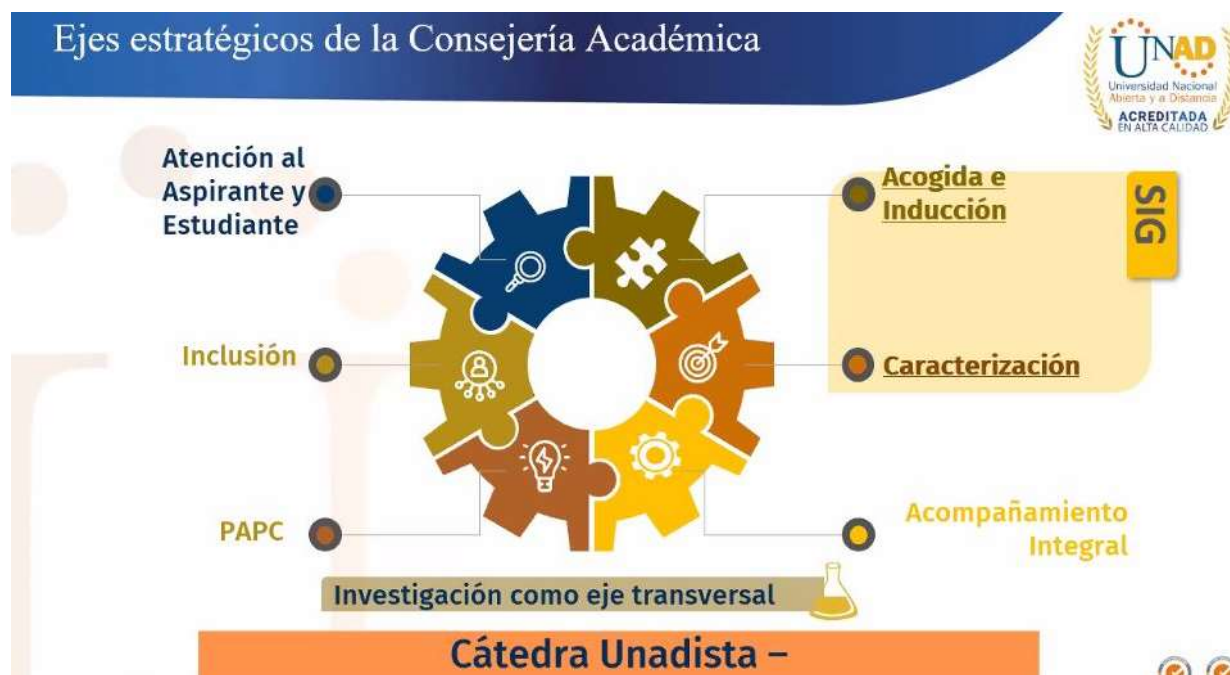 Ejes estratégicos de la Consejería Académica
UNAD
Universidad Nacional
Abierta y a Distancia
ACREDITADA
EN ALTA CALIDAD
Atención al
Aspirante y
Estudiante
Acogida e
Inducción
SIG
Inclusión
Caracterización
PAPC
Acompañamiento
Integral
Investigación como eje transversal
Cátedra Unadista –